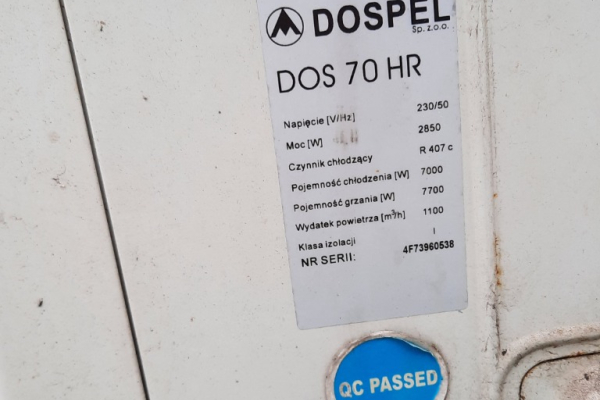 DOSPEL
Sp. z.o.o.
DOS 70 HR
Napięcie [V/Hz] 230/50
Moc [W] 2850
Czynnik chłodzący R 407 c
Pojemność chłodzenia [W] 7000
Pojemność grzania [W] 7700
Wydatek powietrza [m³/h] 1100
Klasa izolacji I
NR SERII: 4F73960538
QC PASSED